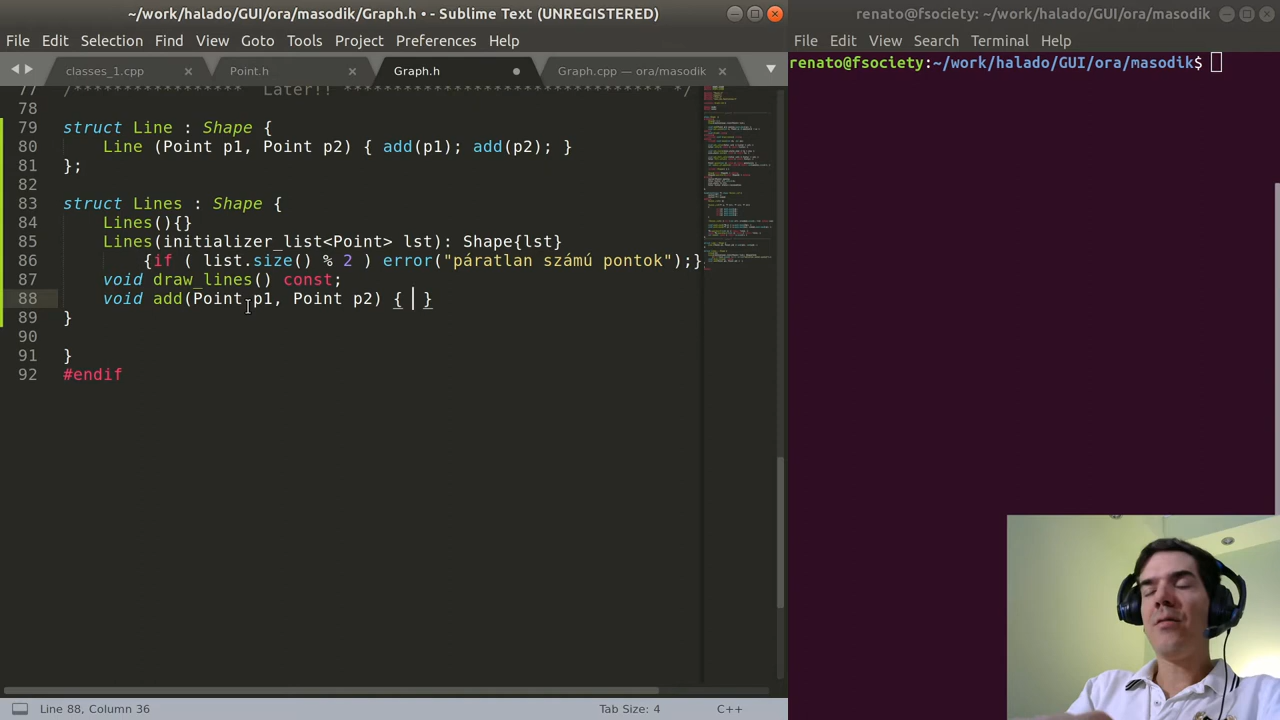 ~/work/halado/GUI/ora/masodik/Graph.h • - Sublime Text (UNREGISTERED)
File Edit Selection Find View Goto Tools Project Preferences Help
classes_1.cpp × Point.h × Graph.h Graph.cpp — ora/masodik ×
77 /***************** Later!! ******************************* */
78
79 struct Line : Shape {
80 Line (Point p1, Point p2) { add(p1); add(p2); }
81 };
82
83 struct Lines : Shape {
84 Lines(){}
85 Lines(initializer_list<Point> lst): Shape{lst}
86 {if ( list.size() % 2 ) error("páratlan számú pontok");}
87 void draw_lines() const;
88 void add(Point p1, Point p2) { }
89 }
90
91 }
92 #endif
Line 88, Column 36
Tab Size: 4
C++
renato@fsociety: ~/work/halado/GUI/ora/masodik
File Edit View Search Terminal Help
renato@fsociety:~/work/halado/GUI/ora/masodik$